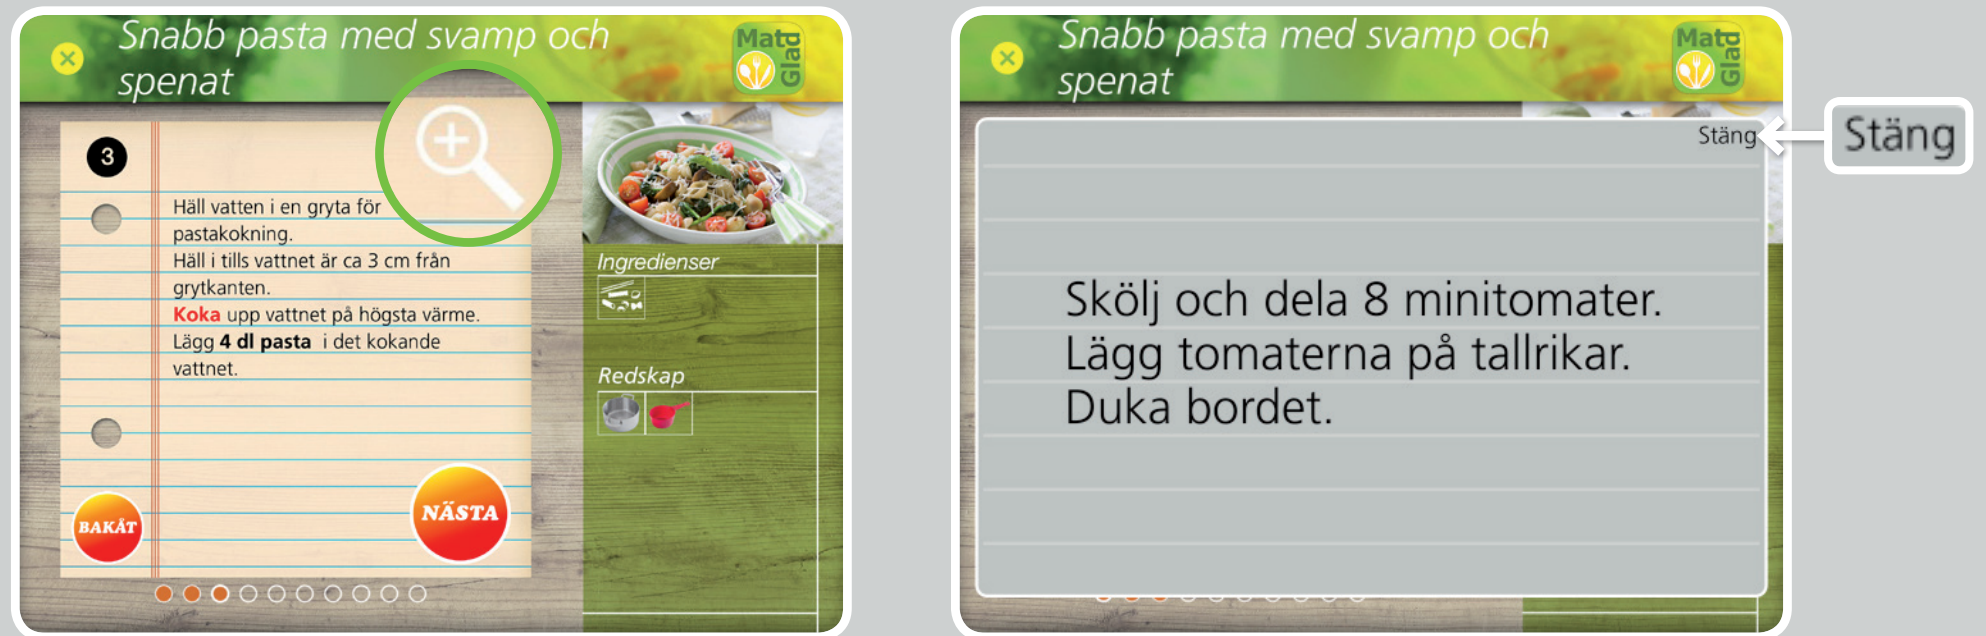 Snabb pasta med svamp och
spenat
Matd
Glad
3
Häll vatten i en gryta för
pastakokning.
Häll i tills vattnet är ca 3 cm från
grytkanten.
Koka upp vattnet på högsta värme.
Lägg 4 dl pasta i det kokande
vattnet.
BAKÅT
NÄSTA
Ingredienser
Redskap
Snabb pasta med svamp och
spenat
Matd
Glad
Stäng
Skölj och dela 8 minitomater.
Lägg tomaterna på tallrikar.
Duka bordet.
Stäng